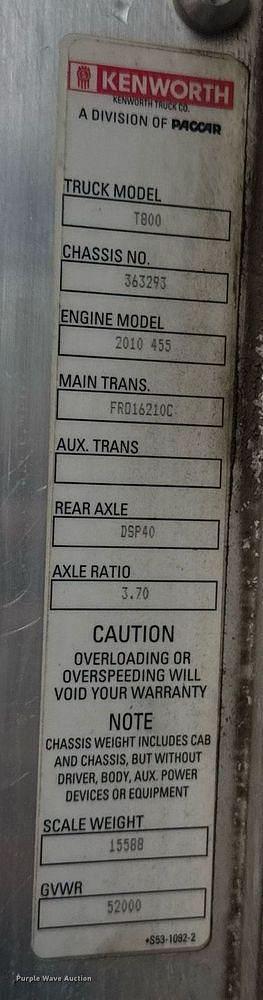 KENWORTH
KENWORTH TRUCK CO.
A DIVISION OF PACCAR
TRUCK MODEL
T800
CHASSIS NO.
363293
ENGINE MODEL
2010 455
MAIN TRANS.
FRO16210C
AUX. TRANS
REAR AXLE
DSP40
AXLE RATIO
3.70
CAUTION
OVERLOADING OR
OVERSPEEDING WILL
VOID YOUR WARRANTY
NOTE
CHASSIS WEIGHT INCLUDES CAB
AND CHASSIS, BUT WITHOUT
DRIVER, BODY, AUX. POWER
DEVICES OR EQUIPMENT
SCALE WEIGHT
15588
GVWR
52000
•S53-1092-2
Purple Wave Auction